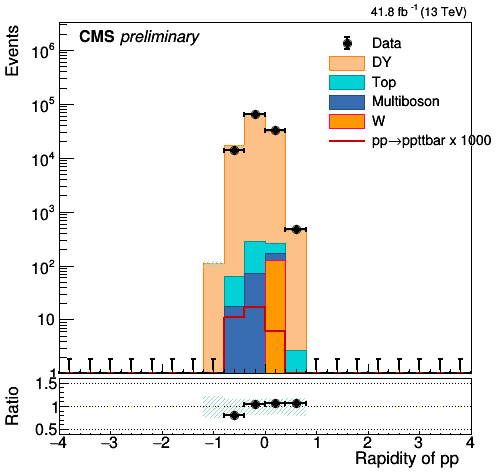 41.8 fb⁻¹ (13 TeV)
CMS preliminary
Events
Data
DY
Top
Multiboson
W
pp→ppttbar x 1000
10⁶
10⁵
10⁴
10³
10²
10
1
Ratio
1.5
1
0.5
−4 −3 −2 −1 0 1 2 3 4
Rapidity of pp